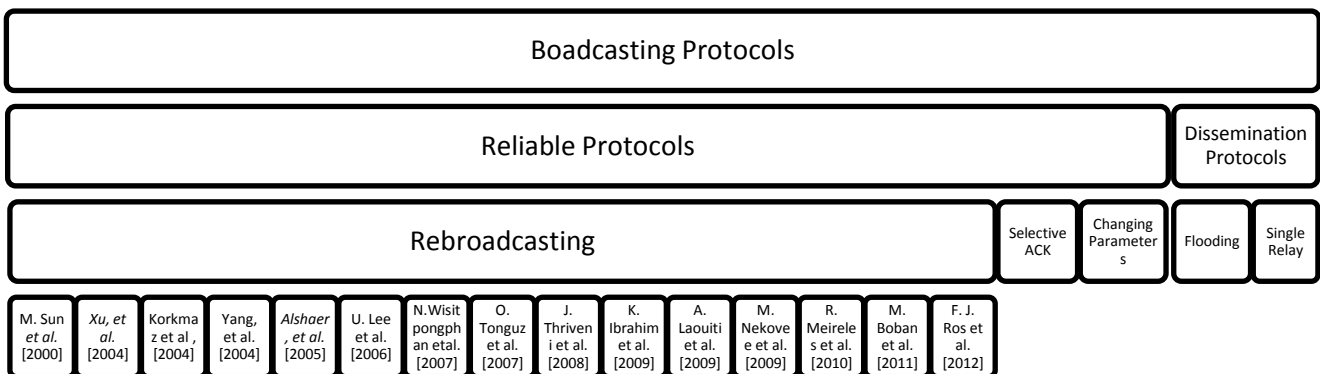 Boadcasting Protocols
Reliable Protocols
Dissemination
Protocols
Rebroadcasting
Selective
ACK
Changing
Parameter
s
Flooding
Single
Relay
M. Sun
et al.
[2000]
Xu, et
al.
[2004]
Korkma
z et al ,
[2004]
Yang,
et al.
[2004]
Alshaer
, et al.
[2005]
U. Lee
et al.
[2006]
N.Wisit
pongph
an etal.
[2007]
O.
Tonguz
et al.
[2007]
J.
Thriven
i et al.
[2008]
K.
Ibrahim
et al.
[2009]
A.
Laouiti
et al.
[2009]
M.
Nekove
e et al.
[2009]
R.
Meirele
s et al.
[2010]
M.
Boban
et al.
[2011]
F. J.
Ros et
al.
[2012]